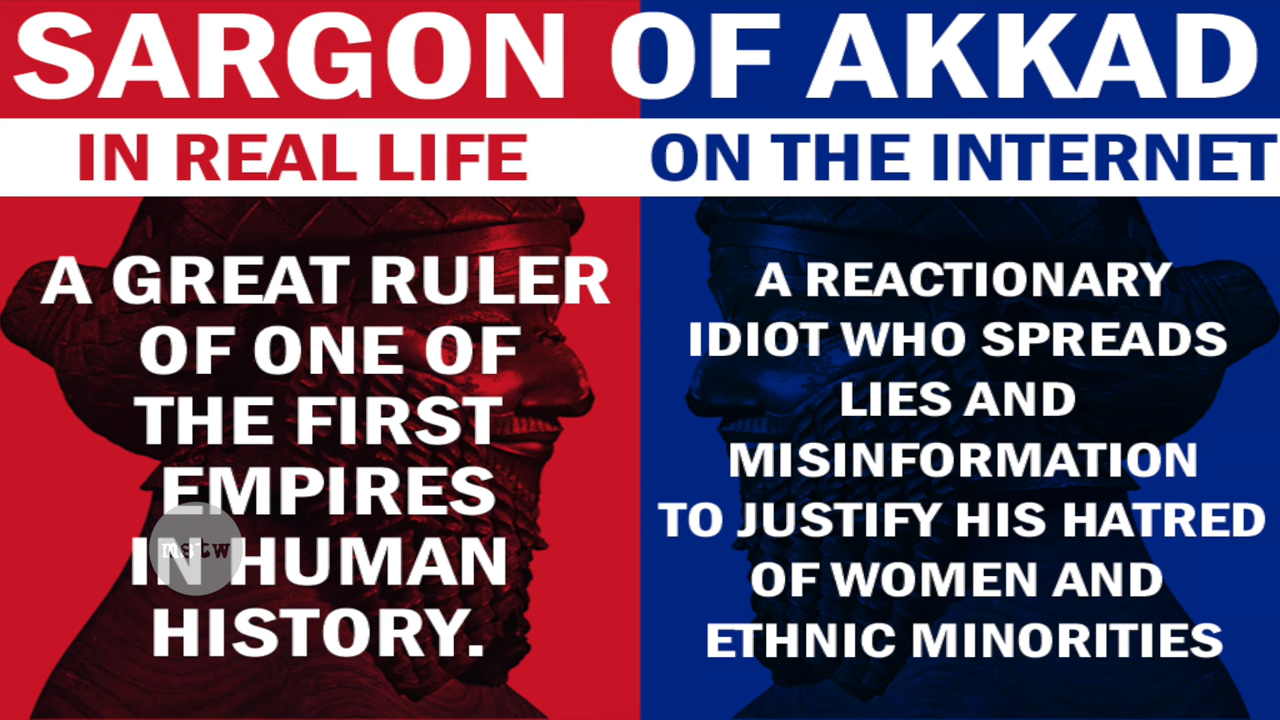 SARGON OF AKKAD
IN REAL LIFE
A GREAT RULER
OF ONE OF
THE FIRST
EMPIRES
IN HUMAN
HISTORY.
mstw
ON THE INTERNET
A REACTIONARY
IDIOT WHO SPREADS
LIES AND
MISINFORMATION
TO JUSTIFY HIS HATRED
OF WOMEN AND
ETHNIC MINORITIES